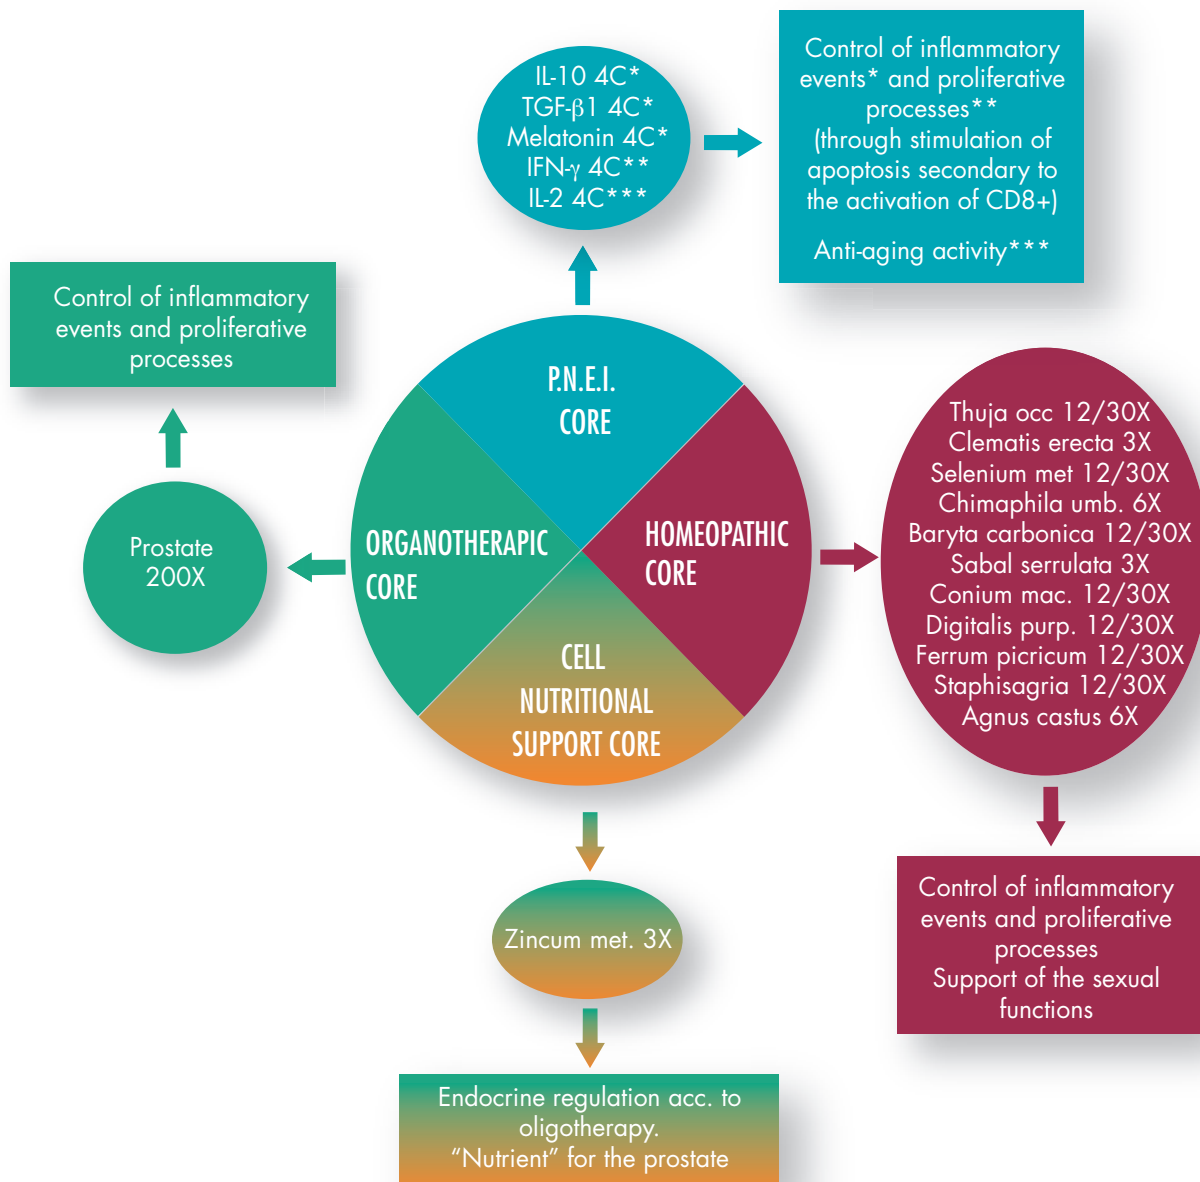 IL-10 4C*
TGF-β1 4C*
Melatonin 4C*
IFN-γ 4C**
IL-2 4C***
Control of inflammatory
events* and proliferative
processes**
(through stimulation of
apoptosis secondary to
the activation of CD8+)
Anti-aging activity***
Control of inflammatory
events and proliferative
processes
Prostate
200X
P.N.E.I.
CORE
ORGANOTHERAPIC
CORE
HOMEOPATHIC
CORE
CELL
NUTRITIONAL
SUPPORT CORE
Thuja occ 12/30X
Clematis erecta 3X
Selenium met 12/30X
Chimaphila umb. 6X
Baryta carbonica 12/30X
Sabal serrulata 3X
Conium mac. 12/30X
Digitalis purp. 12/30X
Ferrum picricum 12/30X
Staphisagria 12/30X
Agnus castus 6X
Control of inflammatory
events and proliferative
processes
Support of the sexual
functions
Zincum met. 3X
Endocrine regulation acc. to
oligotherapy.
“Nutrient” for the prostate